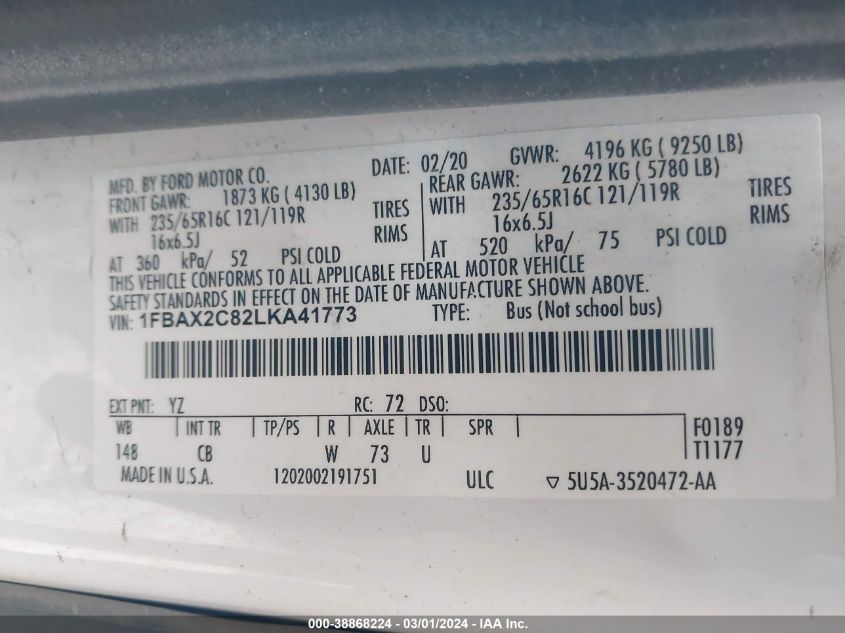 MFD. BY FORD MOTOR CO. DATE: 02/20 GVWR: 4196 KG ( 9250 LB)
FRONT GAWR: 1873 KG ( 4130 LB) REAR GAWR: 2622 KG ( 5780 LB)
WITH 235/65R16C 121/119R TIRES WITH 235/65R16C 121/119R TIRES
16x6.5J RIMS 16x6.5J RIMS
AT 360 kPa/ 52 PSI COLD AT 520 kPa/ 75 PSI COLD
THIS VEHICLE CONFORMS TO ALL APPLICABLE FEDERAL MOTOR VEHICLE
SAFETY STANDARDS IN EFFECT ON THE DATE OF MANUFACTURE SHOWN ABOVE.
VIN: 1FBAX2C82LKA41773 TYPE: Bus (Not school bus)
EXT PNT: YZ RC: 72 DSO:
WB INT TR TP/PS R AXLE TR SPR F0189
148 CB W 73 U T1177
MADE IN U.S.A. 1202002191751 ULC ▽ 5U5A-3520472-AA
000-38868224 - 03/01/2024 - IAA Inc.